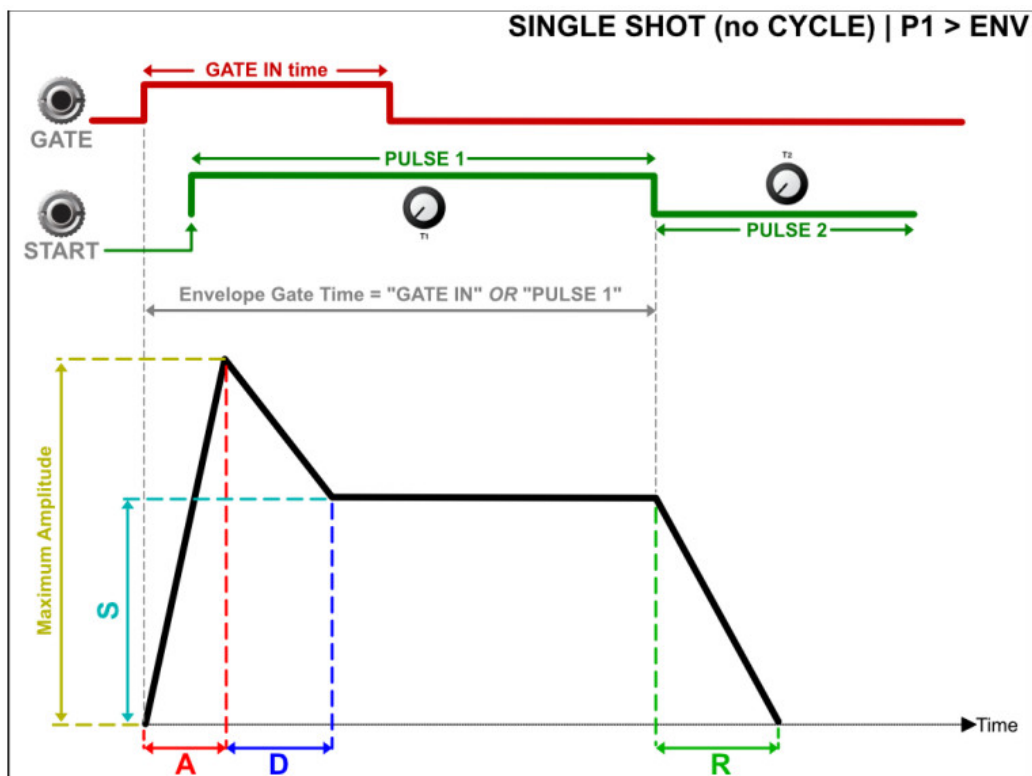 SINGLE SHOT (no CYCLE) | P1 > ENV
GATE IN time
GATE
PULSE 1
T2
T1
START
PULSE 2
Envelope Gate Time = "GATE IN" OR "PULSE 1"
Maximum Amplitude
S
Time
A
D
R